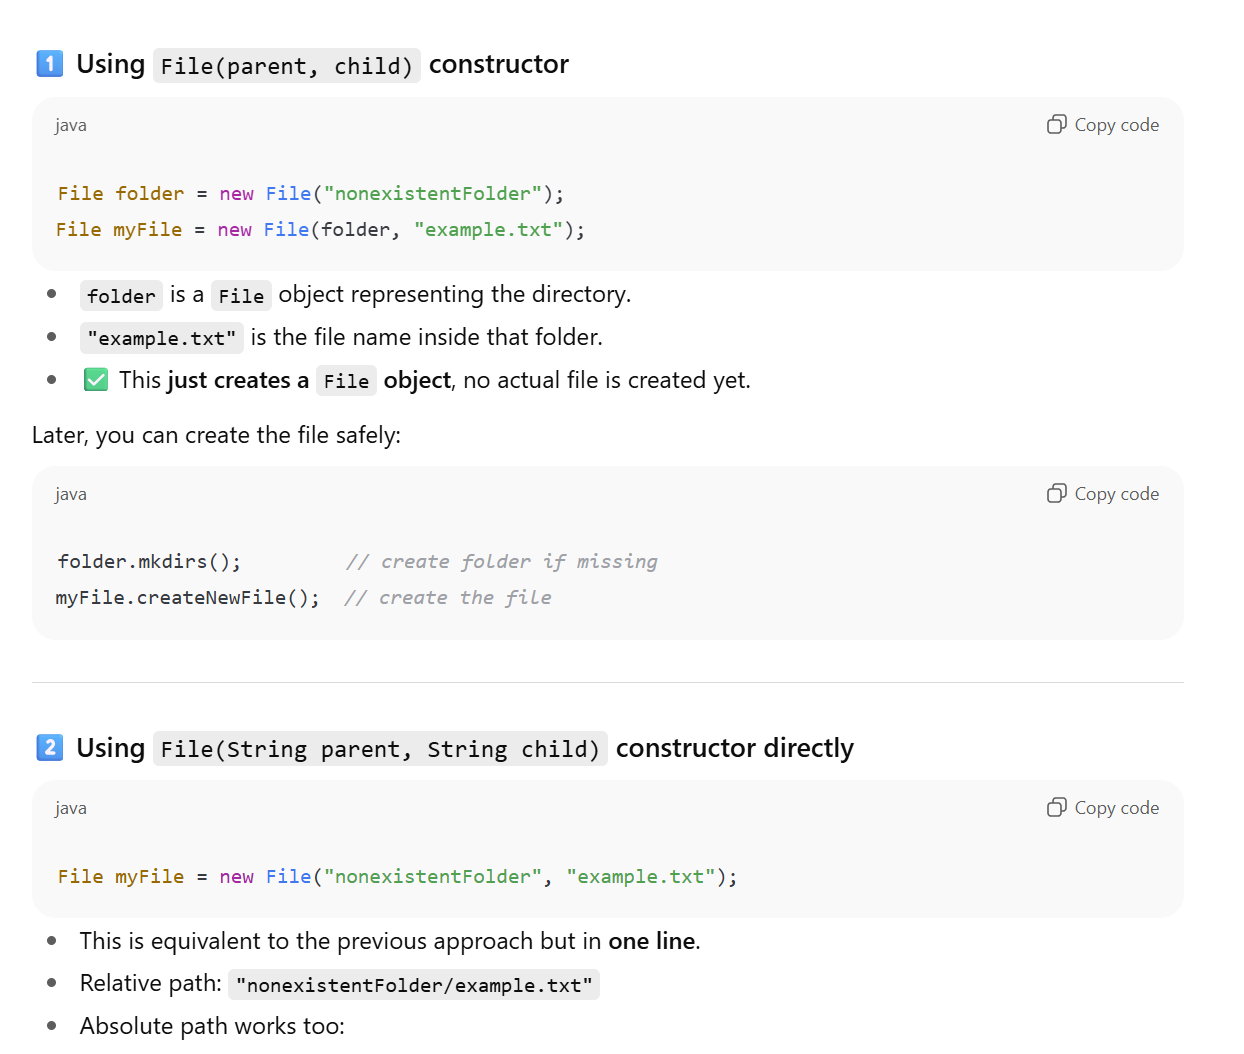 1 Using File(parent, child) constructor
java
Copy code
File folder = new File("nonexistentFolder");
File myFile = new File(folder, "example.txt");
folder is a File object representing the directory.
"example.txt" is the file name inside that folder.
✅ This just creates a File object, no actual file is created yet.
Later, you can create the file safely:
java
Copy code
folder.mkdirs();         // create folder if missing
myFile.createNewFile();  // create the file
2 Using File(String parent, String child) constructor directly
java
Copy code
File myFile = new File("nonexistentFolder", "example.txt");
This is equivalent to the previous approach but in one line.
Relative path: "nonexistentFolder/example.txt"
Absolute path works too: